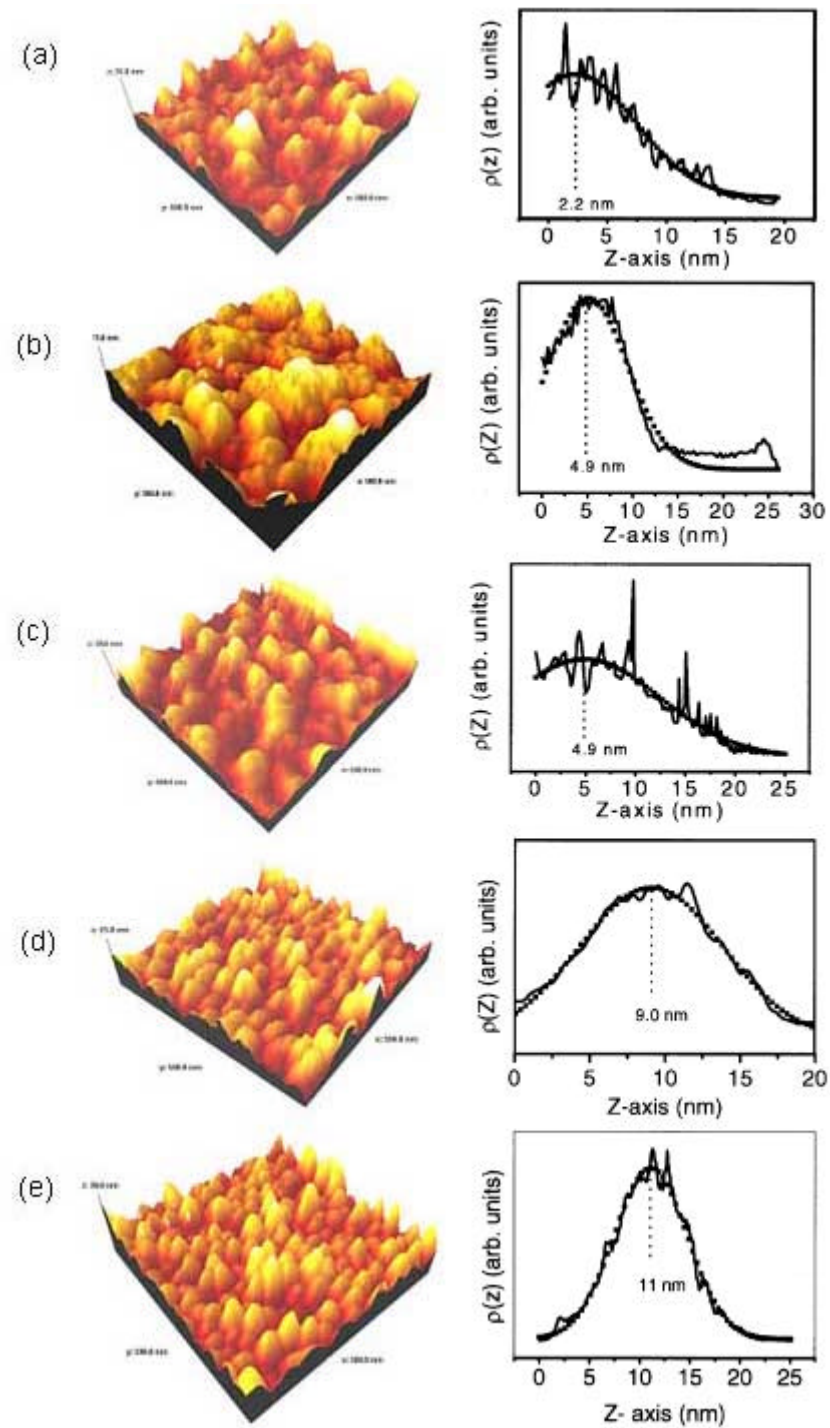 (a)
ρ(z) (arb. units)
2.2 nm
0 5 10 15 20
Z-axis (nm)
(b)
ρ(Z) (arb. units)
4.9 nm
0 5 10 15 20 25 30
Z-axis (nm)
(c)
ρ(Z) (arb. units)
4.9 nm
0 5 10 15 20 25
Z-axis (nm)
(d)
ρ(Z) (arb. units)
9.0 nm
0 5 10 15 20
Z-axis (nm)
(e)
ρ(z) (arb. units)
11 nm
0 5 10 15 20 25
Z- axis (nm)